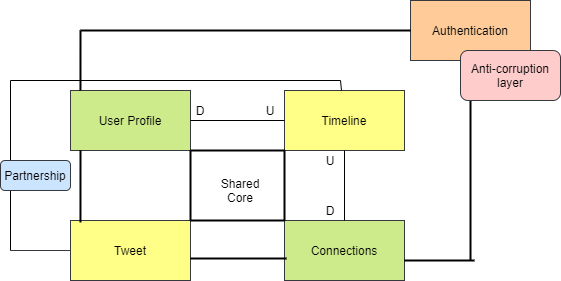 Authentication
Anti-corruption
layer
User Profile
D
U
Timeline
Partnership
Shared
Core
U
D
Tweet
Connections